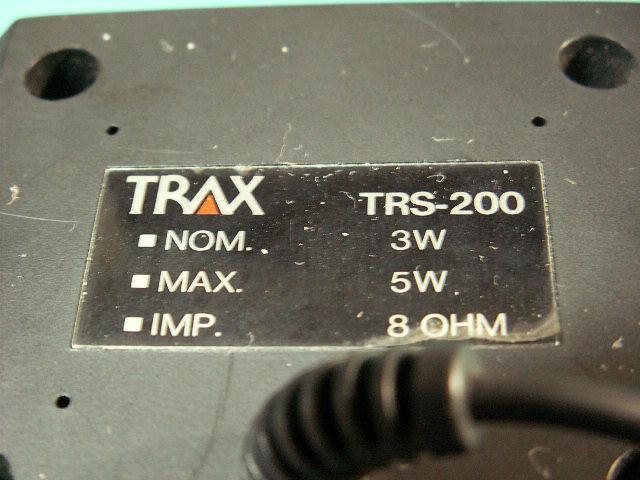 TRAX TRS-200
NOM. 3W
MAX. 5W
IMP. 8 OHM